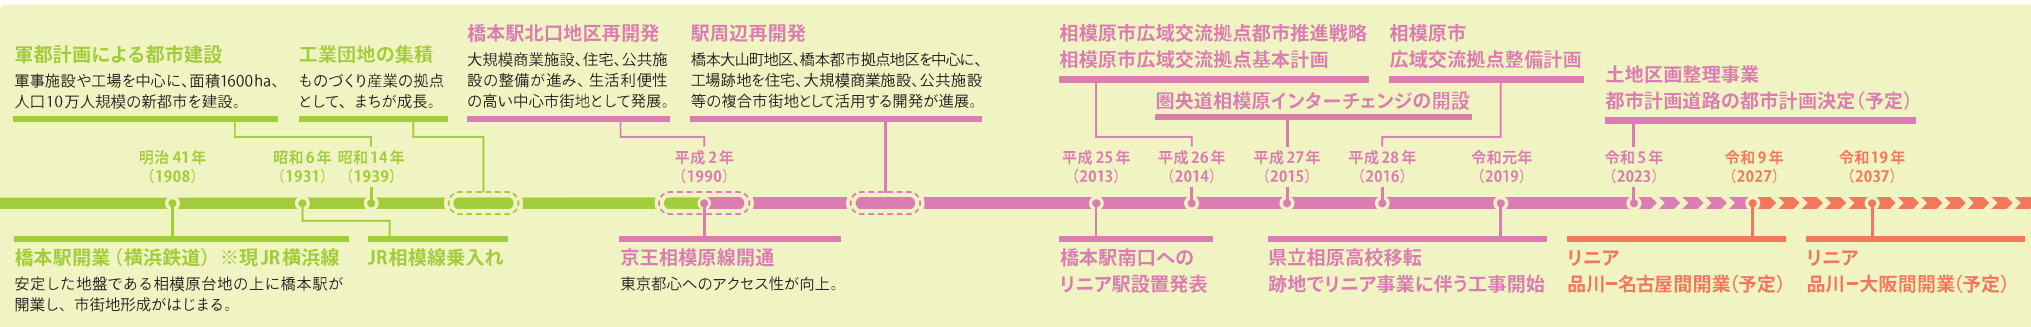 軍都計画による都市建設
軍事施設や工場を中心に、面積1600ha、
人口10万人規模の新都市を建設。
工業団地の集積
ものづくり産業の拠点
として、まちが成長。
橋本駅北口地区再開発
大規模商業施設、住宅、公共施
設の整備が進み、生活利便性
の高い中心市街地として発展。
駅周辺再開発
橋本大山町地区、橋本都市拠点地区を中心に、
工場跡地を住宅、大規模商業施設、公共施設
等の複合市街地として活用する開発が進展。
相模原市広域交流拠点都市推進戦略
相模原市広域交流拠点基本計画
相模原市
広域交流拠点整備計画
圏央道相模原インターチェンジの開設
土地区画整理事業
都市計画道路の都市計画決定(予定)
明治41年
(1908)
昭和6年
(1931)
昭和14年
(1939)
平成2年
(1990)
平成25年
(2013)
平成26年
(2014)
平成27年
(2015)
平成28年
(2016)
令和元年
(2019)
令和5年
(2023)
令和9年
(2027)
令和19年
(2037)
橋本駅開業(横浜鉄道) ※現JR横浜線
安定した地盤である相模原台地の上に橋本駅が
開業し、市街地形成がはじまる。
JR相模線乗入れ
京王相模原線開通
東京都心へのアクセス性が向上。
橋本駅南口への
リニア駅設置発表
県立相原高校移転
跡地でリニア事業に伴う工事開始
リニア
品川ー名古屋間開業(予定)
リニア
品川ー大阪間開業(予定)